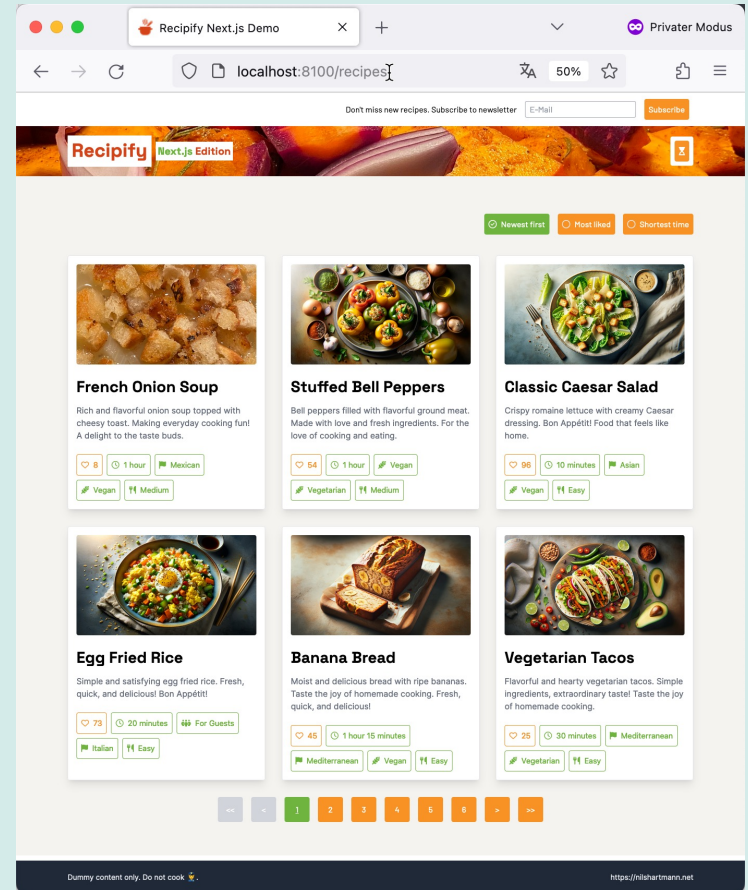 Recipify Next.js Demo
Privater Modus
localhost:8100/recipes
50%
Don't miss new recipes. Subscribe to newsletter E-Mail Subscribe
Recipify Next.js Edition
Newest first Most liked Shortest time
French Onion Soup
Rich and flavorful onion soup topped with
cheesy toast. Making everyday cooking fun!
A delight to the taste buds.
8 1 hour Mexican
Vegan Medium
Stuffed Bell Peppers
Bell peppers filled with flavorful ground meat.
Made with love and fresh ingredients. For the
love of cooking and eating.
54 1 hour Vegan
Vegetarian Medium
Classic Caesar Salad
Crispy romaine lettuce with creamy Caesar
dressing. Bon Appétit! Food that feels like
home.
96 10 minutes Asian
Vegan Easy
Egg Fried Rice
Simple and satisfying egg fried rice. Fresh,
quick, and delicious! Bon Appétit!
73 20 minutes For Guests
Italian Easy
Banana Bread
Moist and delicious bread with ripe bananas.
Taste the joy of homemade cooking. Fresh,
quick, and delicious!
45 1 hour 15 minutes
Mediterranean Vegan Easy
Vegetarian Tacos
Flavorful and hearty vegetarian tacos. Simple
ingredients, extraordinary taste! Taste the joy
of homemade cooking.
25 30 minutes Mediterranean
Vegetarian Easy
<< < 1 2 3 4 5 6 > >>
Dummy content only. Do not cook 👨‍🍳.
https://nilshartmann.net